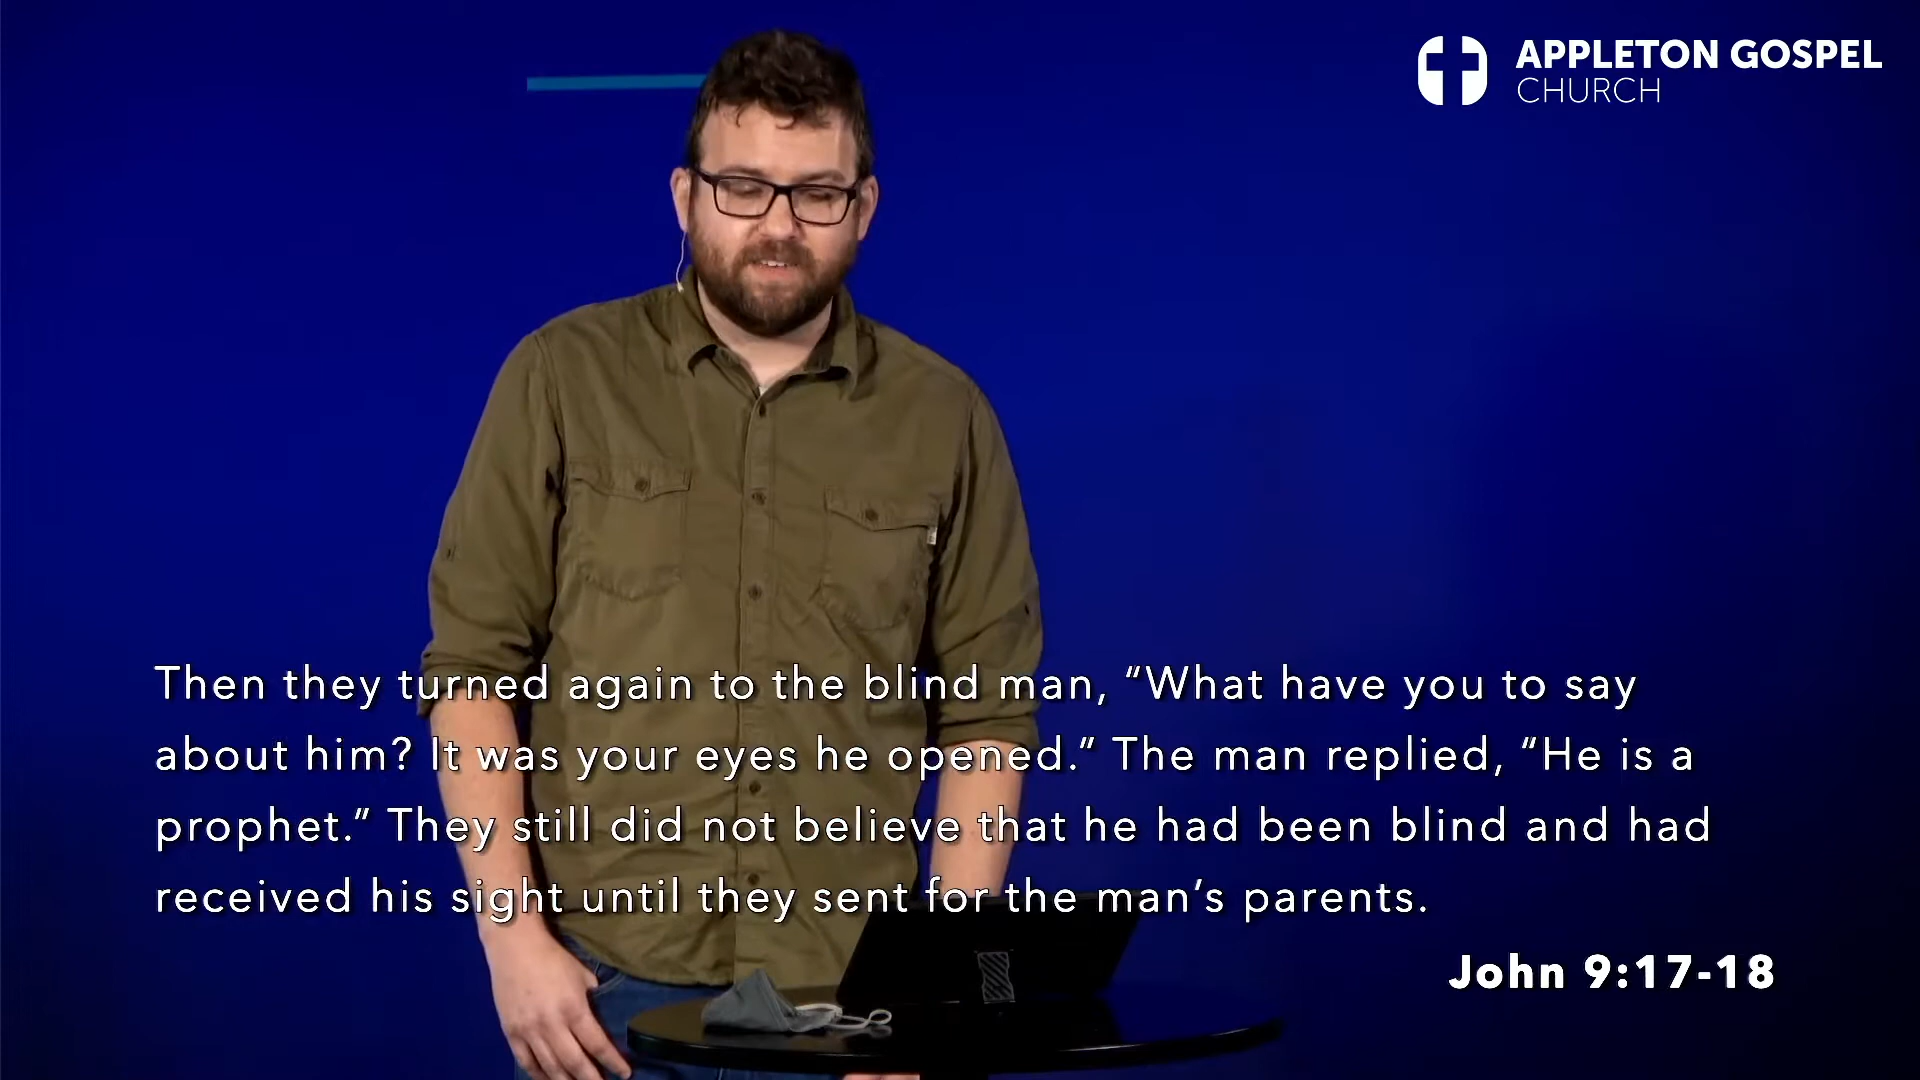 APPLETON GOSPEL
CHURCH
Then they turned again to the blind man, “What have you to say
about him? It was your eyes he opened.” The man replied, “He is a
prophet.” They still did not believe that he had been blind and had
received his sight until they sent for the man’s parents.
John 9:17-18